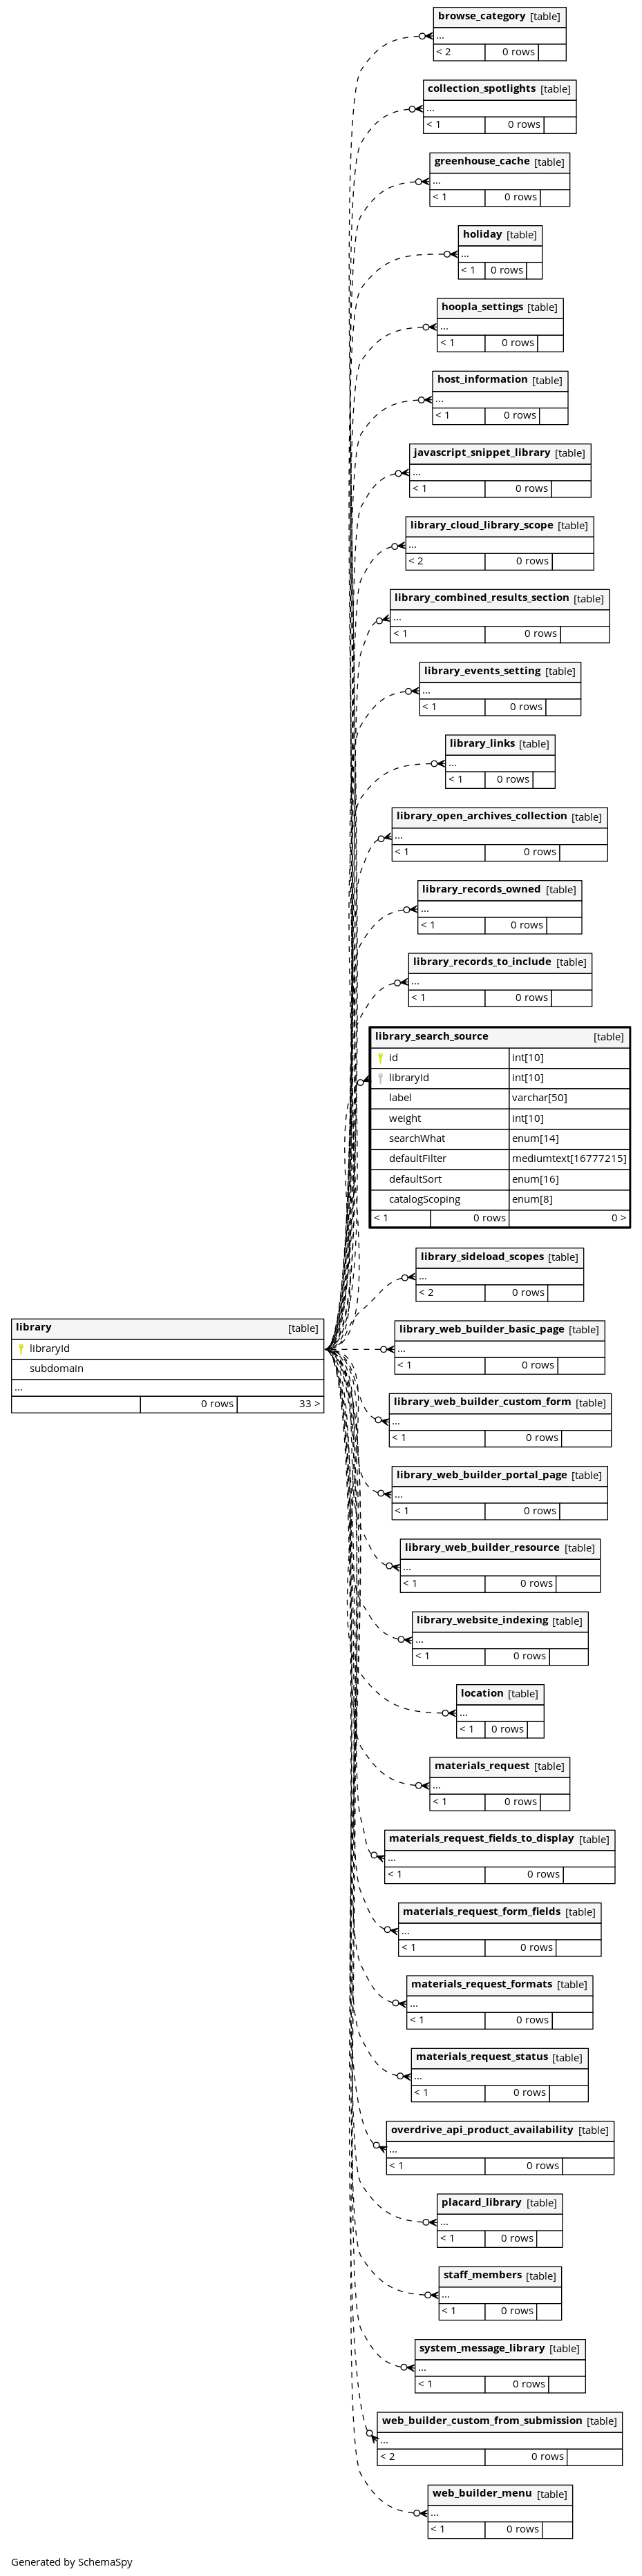 browse_category [table]
...
< 2 0 rows
collection_spotlights [table]
...
< 1 0 rows
greenhouse_cache [table]
...
< 1 0 rows
holiday [table]
...
< 1 0 rows
hoopla_settings [table]
...
< 1 0 rows
host_information [table]
...
< 1 0 rows
javascript_snippet_library [table]
...
< 1 0 rows
library_cloud_library_scope [table]
...
< 2 0 rows
library_combined_results_section [table]
...
< 1 0 rows
library_events_setting [table]
...
< 1 0 rows
library_links [table]
...
< 1 0 rows
library_open_archives_collection [table]
...
< 1 0 rows
library_records_owned [table]
...
< 1 0 rows
library_records_to_include [table]
...
< 1 0 rows
library_search_source [table]
id int[10]
libraryId int[10]
label varchar[50]
weight int[10]
searchWhat enum[14]
defaultFilter mediumtext[16777215]
defaultSort enum[16]
catalogScoping enum[8]
< 1 0 rows 0 >
library_sideload_scopes [table]
...
< 2 0 rows
library [table]
libraryId
subdomain
...
0 rows 33 >
library_web_builder_basic_page [table]
...
< 1 0 rows
library_web_builder_custom_form [table]
...
< 1 0 rows
library_web_builder_portal_page [table]
...
< 1 0 rows
library_web_builder_resource [table]
...
< 1 0 rows
library_website_indexing [table]
...
< 1 0 rows
location [table]
...
< 1 0 rows
materials_request [table]
...
< 1 0 rows
materials_request_fields_to_display [table]
...
< 1 0 rows
materials_request_form_fields [table]
...
< 1 0 rows
materials_request_formats [table]
...
< 1 0 rows
materials_request_status [table]
...
< 1 0 rows
overdrive_api_product_availability [table]
...
< 1 0 rows
placard_library [table]
...
< 1 0 rows
staff_members [table]
...
< 1 0 rows
system_message_library [table]
...
< 1 0 rows
web_builder_custom_from_submission [table]
...
< 2 0 rows
web_builder_menu [table]
...
< 1 0 rows
Generated by SchemaSpy